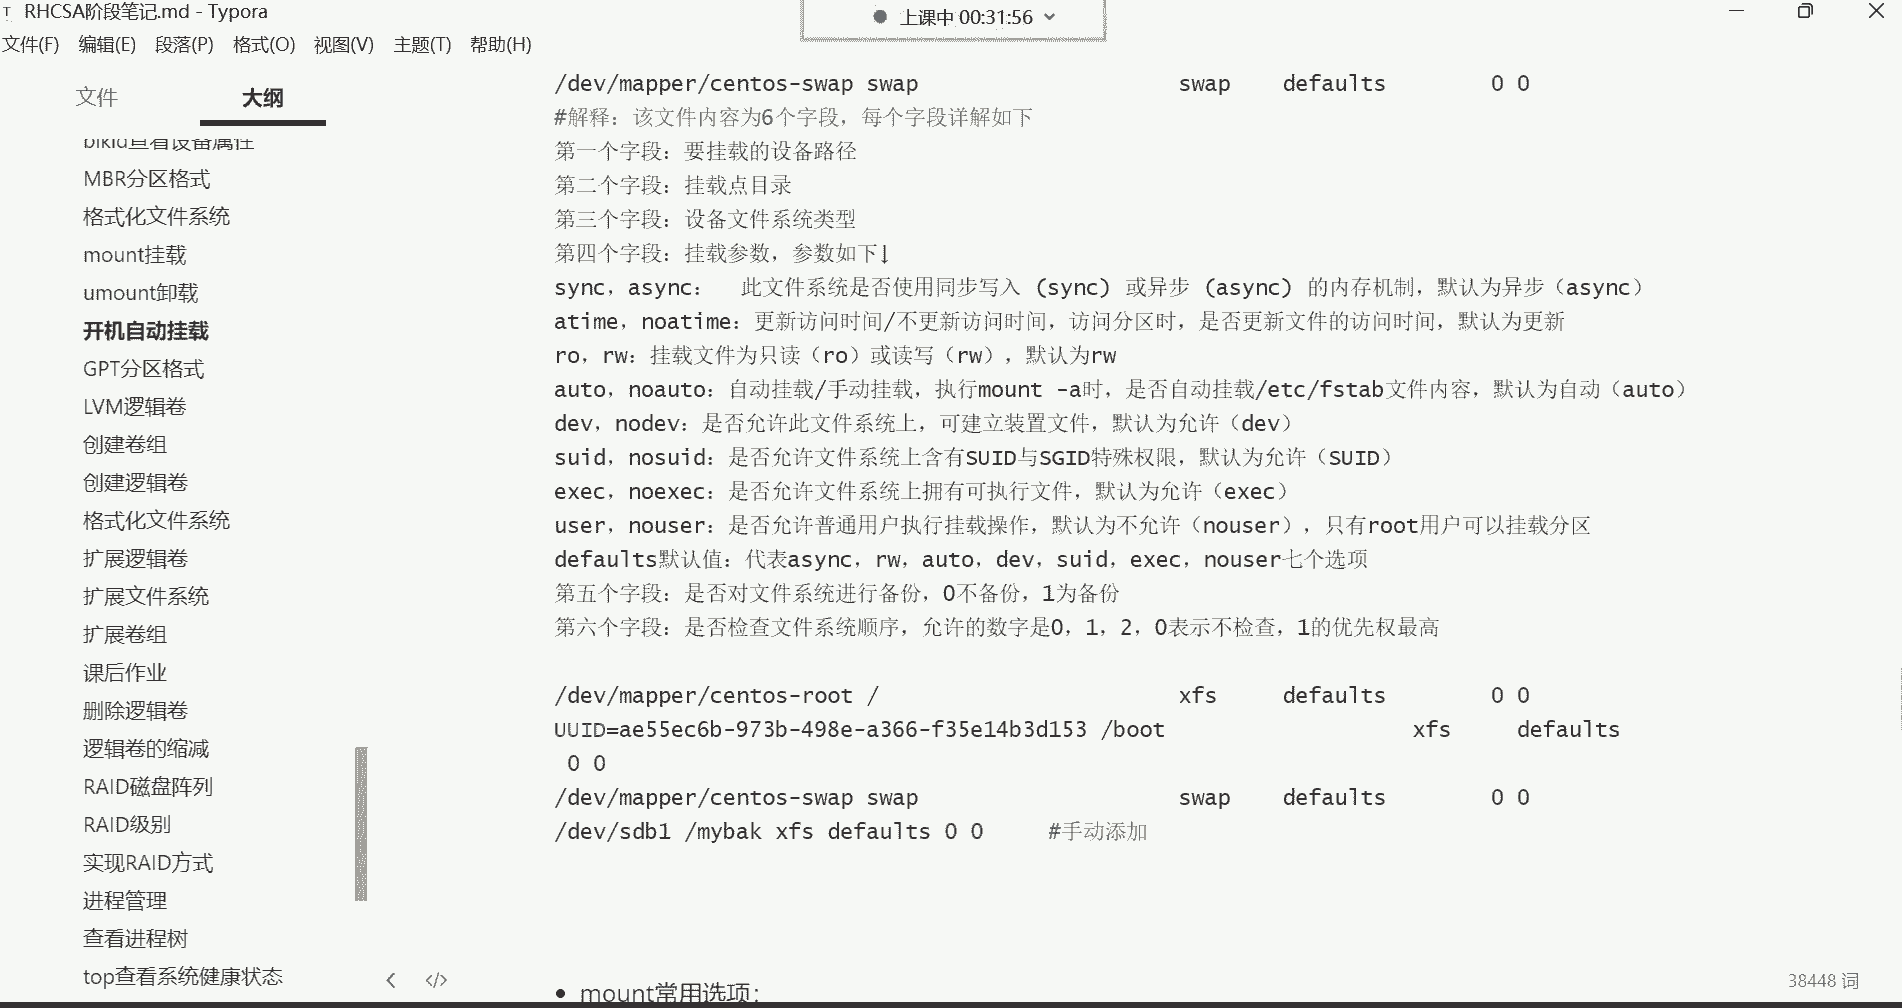 RHCSA阶段笔记.md - Typora
上课中 00:31:56
文件(F) 编辑(E) 段落(P) 格式(O) 视图(V) 主题(T) 帮助(H)
文件 大纲
blkid查看设备属性
MBR分区格式
格式化文件系统
mount挂载
umount卸载
开机自动挂载
GPT分区格式
LVM逻辑卷
创建卷组
创建逻辑卷
格式化文件系统
扩展逻辑卷
扩展文件系统
扩展卷组
课后作业
删除逻辑卷
逻辑卷的缩减
RAID磁盘阵列
RAID级别
实现RAID方式
进程管理
查看进程树
top查看系统健康状态
/dev/mapper/centos-swap swap swap defaults 0 0
#解释：该文件内容为6个字段，每个字段详解如下
第一个字段：要挂载的设备路径
第二个字段：挂载点目录
第三个字段：设备文件系统类型
第四个字段：挂载参数，参数如下↓
sync，async： 此文件系统是否使用同步写入 (sync) 或异步 (async) 的内存机制，默认为异步（async）
atime，noatime：更新访问时间/不更新访问时间，访问分区时，是否更新文件的访问时间，默认为更新
ro，rw：挂载文件为只读（ro）或读写（rw），默认为rw
auto，noauto：自动挂载/手动挂载，执行mount -a时，是否自动挂载/etc/fstab文件内容，默认为自动（auto）
dev，nodev：是否允许此文件系统上，可建立装置文件，默认为允许（dev）
suid，nosuid：是否允许文件系统上含有SUID与SGID特殊权限，默认为允许（SUID）
exec，noexec：是否允许文件系统上拥有可执行文件，默认为允许（exec）
user，nouser：是否允许普通用户执行挂载操作，默认为不允许（nouser），只有root用户可以挂载分区
defaults默认值：代表async，rw，auto，dev，suid，exec，nouser七个选项
第五个字段：是否对文件系统进行备份，0不备份，1为备份
第六个字段：是否检查文件系统顺序，允许的数字是0，1，2，0表示不检查，1的优先权最高
/dev/mapper/centos-root / xfs defaults 0 0
UUID=ae55ec6b-973b-498e-a366-f35e14b3d153 /boot xfs defaults
0 0
/dev/mapper/centos-swap swap swap defaults 0 0
/dev/sdb1 /mybak xfs defaults 0 0 #手动添加
• mount常用选项：
38448 词